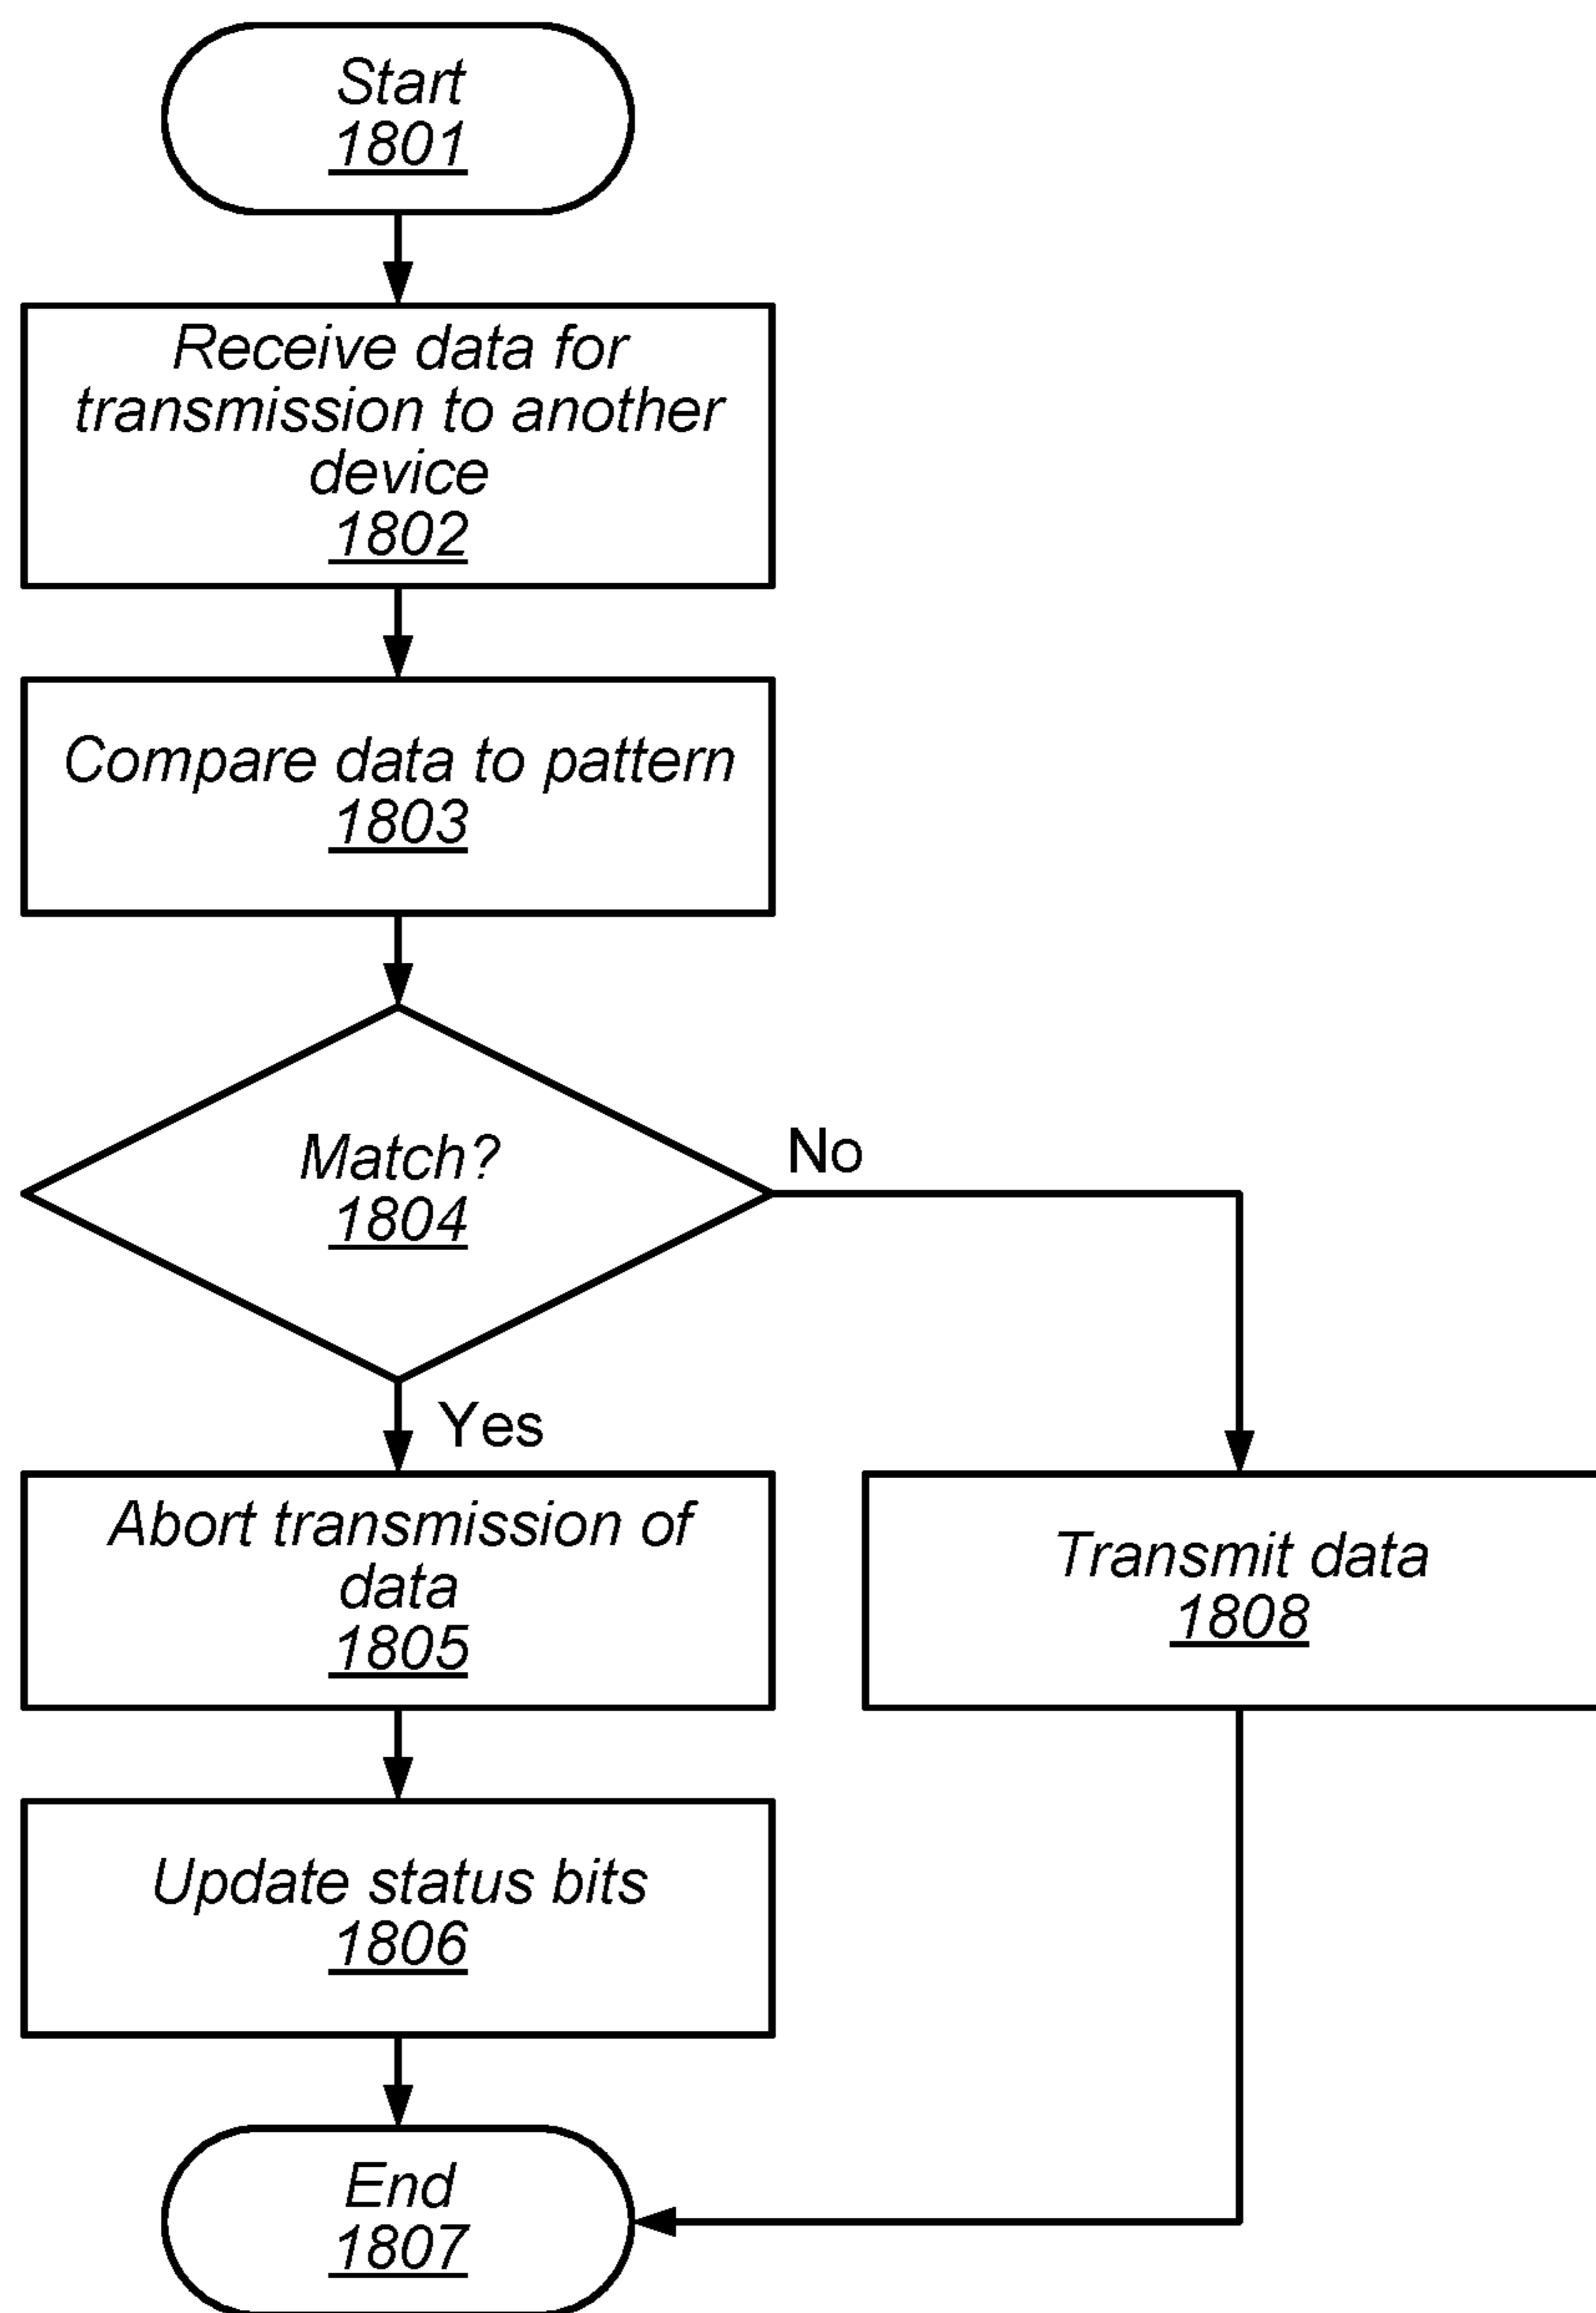 Start
1801
Receive data for
transmission to another
device
1802
Compare data to pattern
1803
Match?
1804
No
Yes
Abort transmission of
data
1805
Transmit data
1808
Update status bits
1806
End
1807